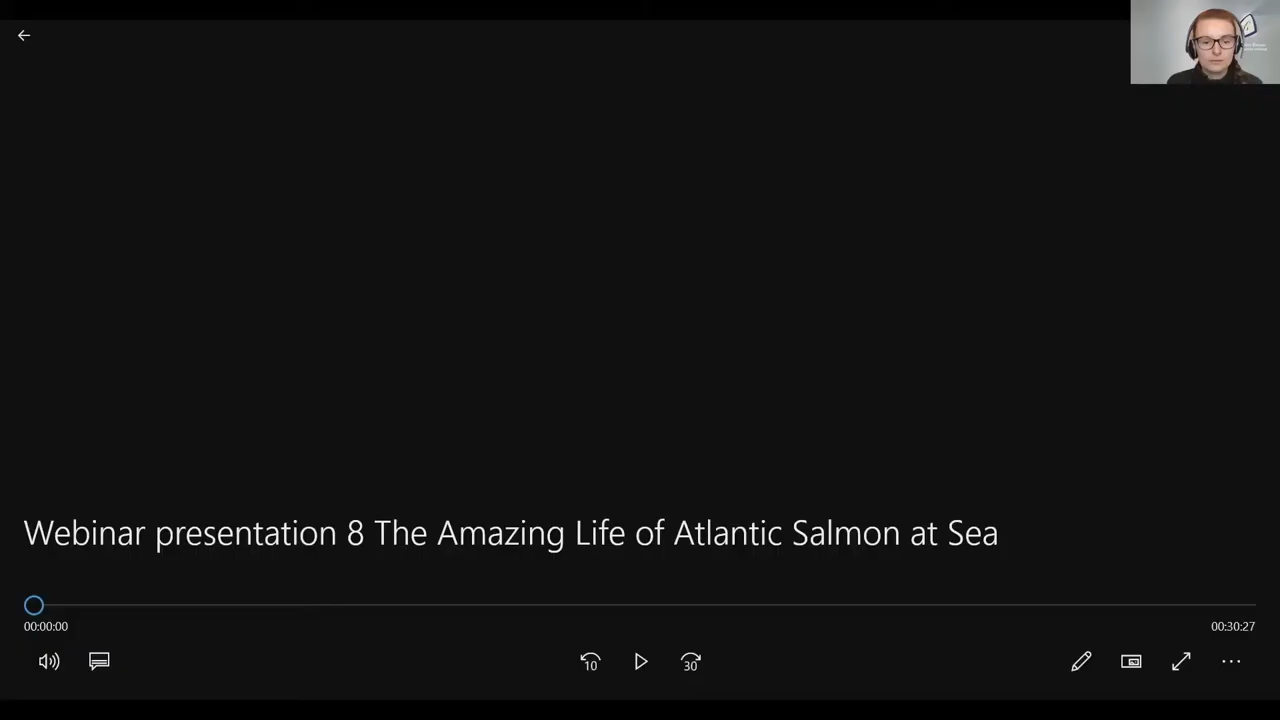 Webinar presentation 8 The Amazing Life of Atlantic Salmon at Sea
00:00:00
00:30:27
10
30